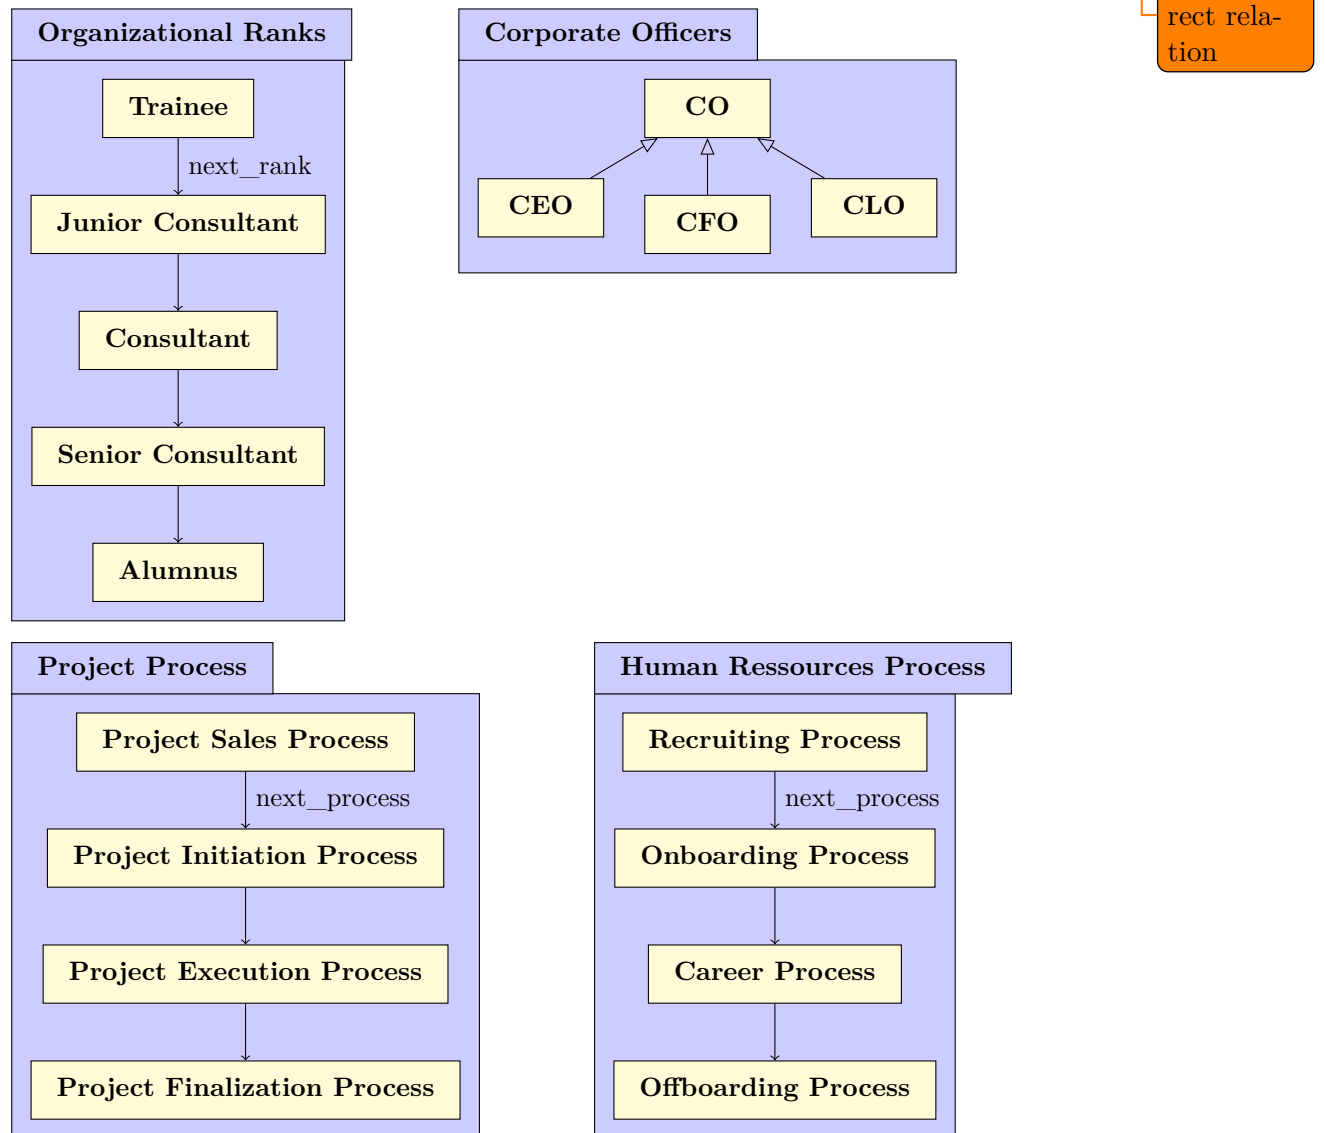 rect rela-
tion
Organizational Ranks
Trainee
next_rank
Junior Consultant
Consultant
Senior Consultant
Alumnus
Corporate Officers
CO
CEO
CFO
CLO
Project Process
Project Sales Process
next_process
Project Initiation Process
Project Execution Process
Project Finalization Process
Human Ressources Process
Recruiting Process
next_process
Onboarding Process
Career Process
Offboarding Process